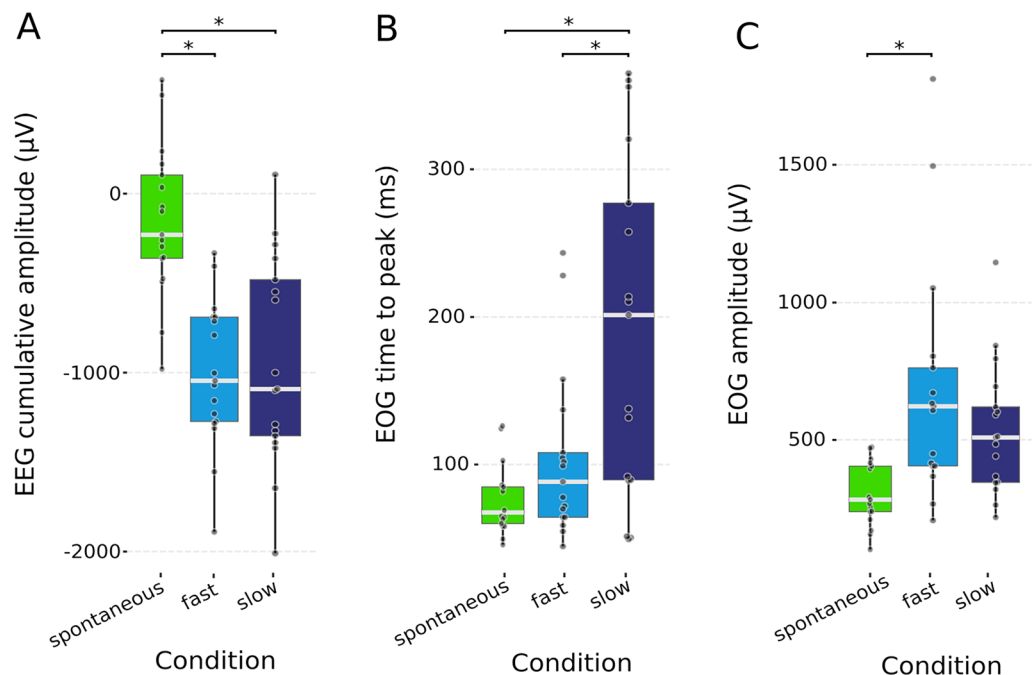 A
*
*
EEG cumulative amplitude (µV)
0
-1000
-2000
spontaneous
fast
slow
Condition
B
*
*
EOG time to peak (ms)
300
200
100
spontaneous
fast
slow
Condition
C
*
EOG amplitude (µV)
1500
1000
500
spontaneous
fast
slow
Condition